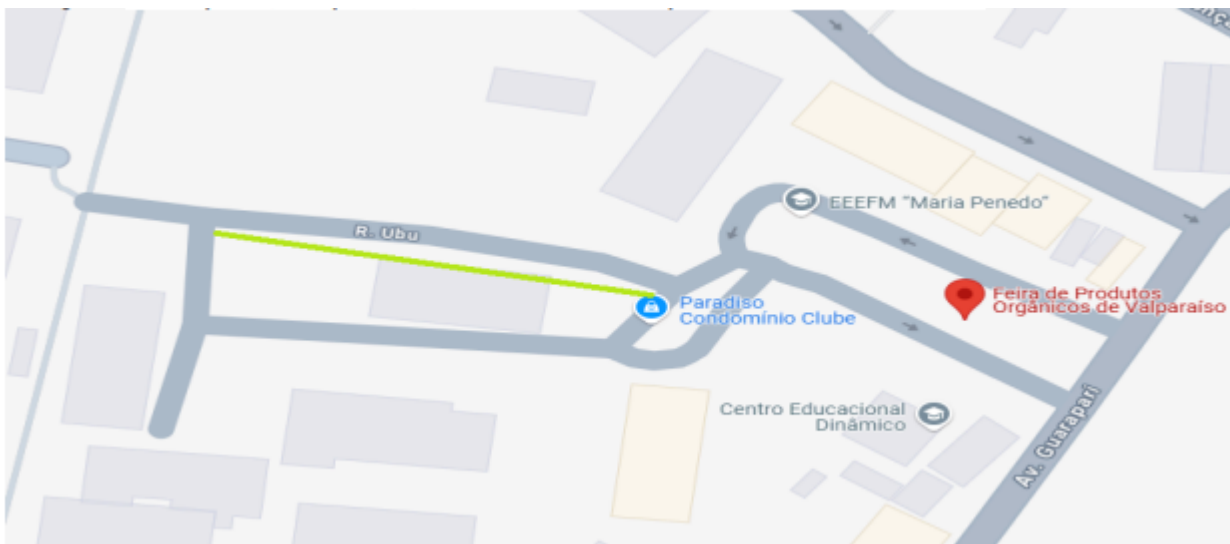 R. Ubu
EEEFM "Maria Penedo"
Feira de Produtos
Orgânicos de Valparaíso
Paradiso
Condomínio Clube
Centro Educacional
Dinâmico
Av. Guarapari